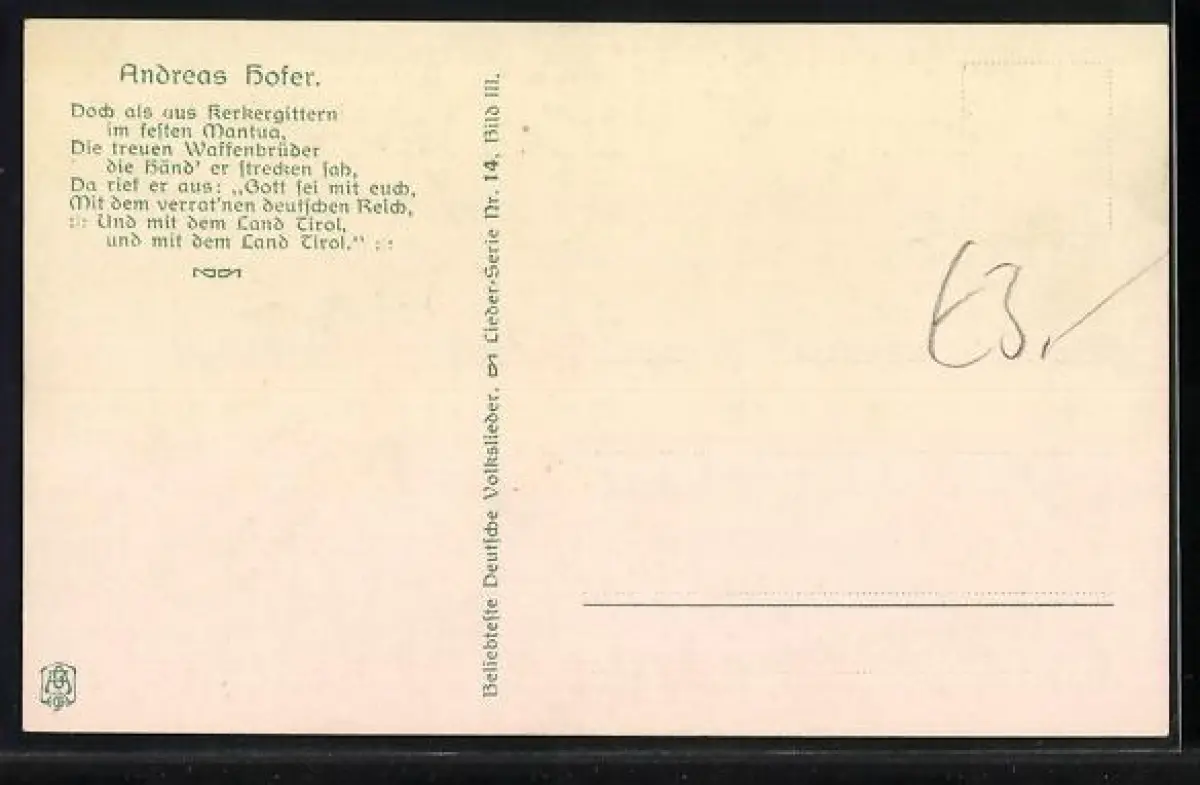 Andreas Hofer.
Doch als aus Kerkergittern
im festen Mantua,
Die treuen Waffenbrüder
die Händ' er strecken sah,
Da rief er aus: „Gott sei mit euch,
Mit dem verrat'nen deutschen Reich,
:: Und mit dem Land Tirol,
und mit dem Land Tirol.“ ::
Beliebteste Deutsche Volkslieder. Lieder-Serie Nr. 14, Bild III.
€3,-